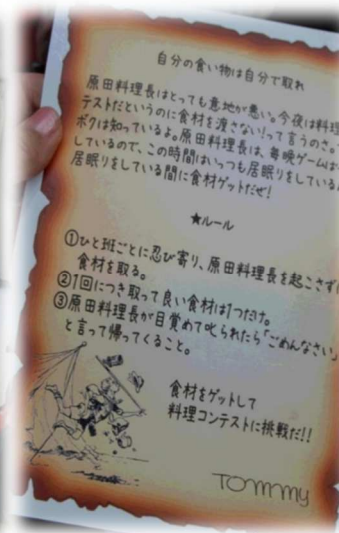 自分の食い物は自分で取れ
原田料理長はとっても意地が悪い。今夜は料理
テストだというのに食材を渡さない!って言うのさ。
ボクは知っているよ。原田料理長は、毎晩ゲームば
しているので、この時間はいっつも居眠りをしている
居眠りをしている間に食材ゲットだぜ!
★ルール
①ひと班ごとに忍び寄り、原田料理長を起こさず
食材を取る。
②1回につき取って良い食材は1つだけ。
③原田料理長が目覚めて叱られたら「ごめんなさい」
と言って帰ってくること。
食材をゲットして
料理コンテストに挑戦だ!!
Tommy